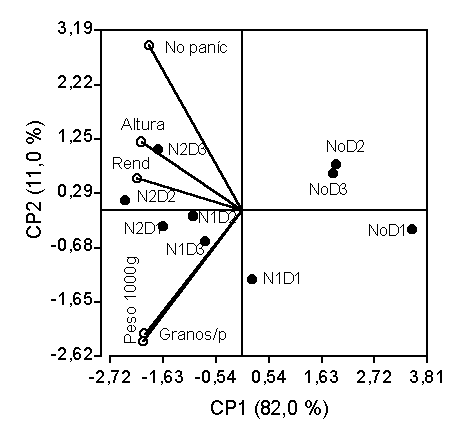 3,19
2,22
1,25
0,29
-0,68
-1,65
-2,62
CP2 (11,0 %)
No paníc
Altura
N2D3
Rend
N2D2
N1D2
N2D1
N1D3
Peso 1000g
Granos/p
NoD2
NoD3
NoD1
N1D1
-2,72 -1,63 -0,54 0,54 1,63 2,72 3,81
CP1 (82,0 %)